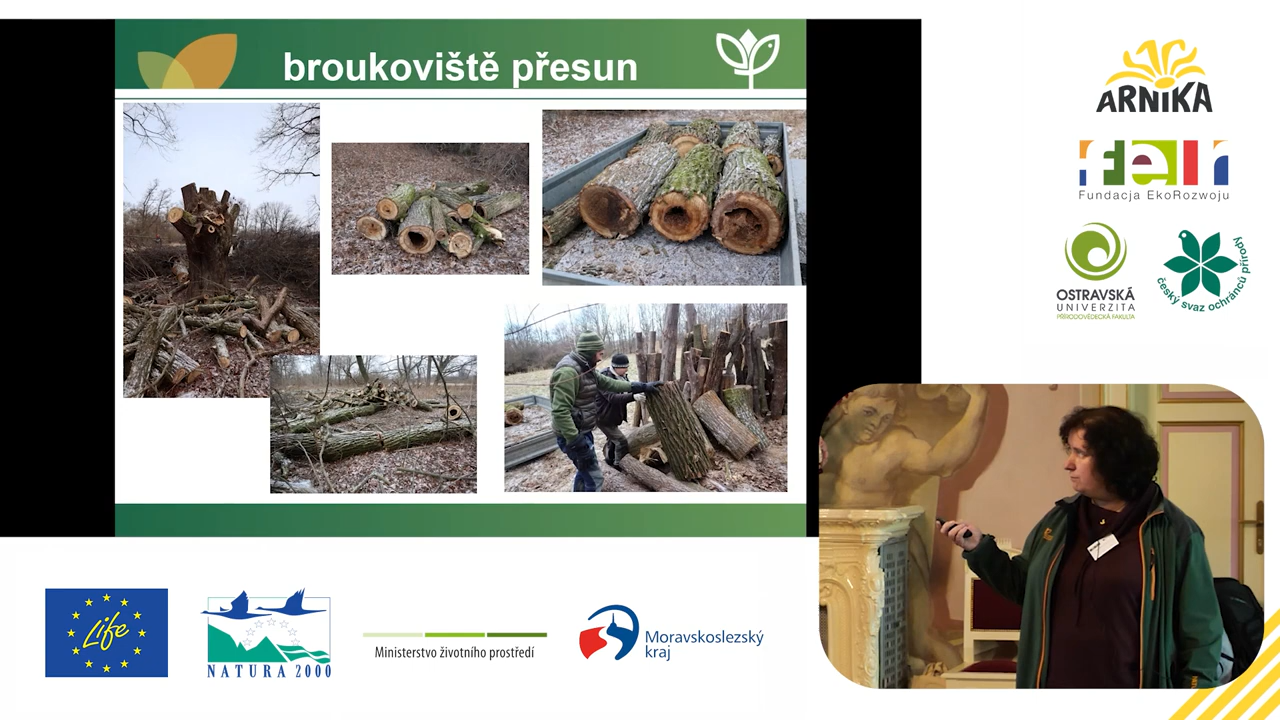 broukoviště přesun
ARNIKA
feri
Fundacja EkoRozwoju
OSTRAVSKÁ
UNIVERZITA
PŘÍRODOVĚDECKÁ FAKULTA
český svaz ochránců přírody
Life
NATURA 2000
Ministerstvo životního prostředí
Moravskoslezský
kraj